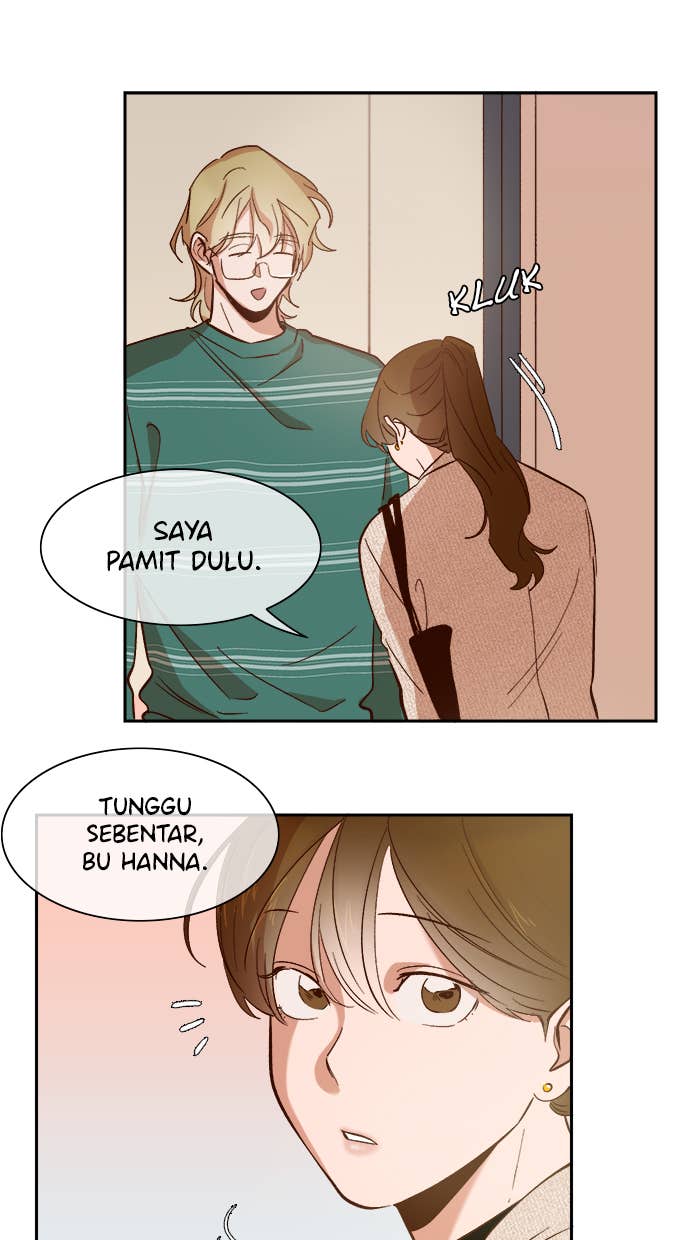 KLUK
SAYA
PAMIT DULU.
TUNGGU
SEBENTAR,
BU HANNA.